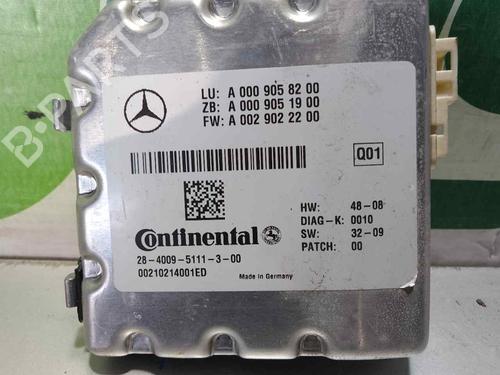 LU: A 000 905 82 00
ZB: A 000 905 19 00
FW: A 002 902 22 00
Q01
HW: 48-08
DIAG-K: 0010
SW: 32-09
PATCH: 00
Continental
28-4009-5111-3-00
00210214001ED
Made in Germany
B-PARTS